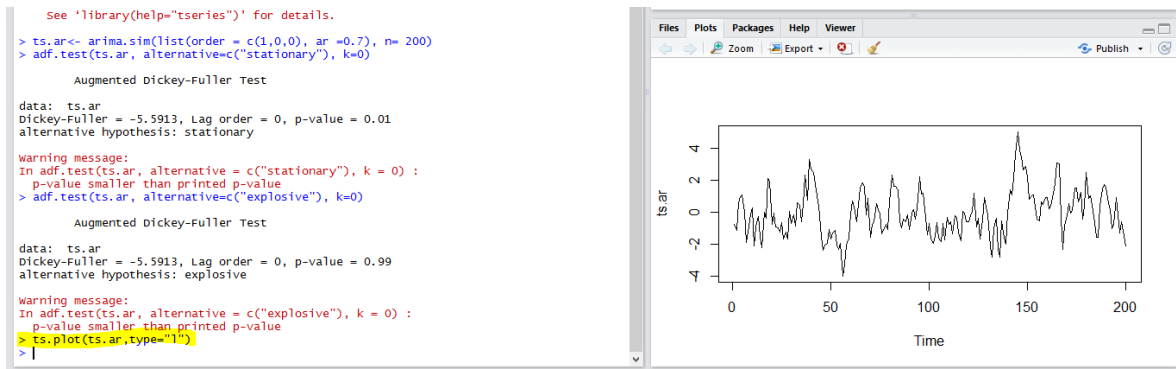 See ‘library(help="tseries")’ for details.
> ts.ar<- arima.sim(list(order = c(1,0,0), ar =0.7), n= 200)
> adf.test(ts.ar, alternative=c("stationary"), k=0)
Augmented Dickey-Fuller Test
data: ts.ar
Dickey-Fuller = -5.5913, Lag order = 0, p-value = 0.01
alternative hypothesis: stationary
Warning message:
In adf.test(ts.ar, alternative = c("stationary"), k = 0) :
p-value smaller than printed p-value
> adf.test(ts.ar, alternative=c("explosive"), k=0)
Augmented Dickey-Fuller Test
data: ts.ar
Dickey-Fuller = -5.5913, Lag order = 0, p-value = 0.99
alternative hypothesis: explosive
Warning message:
In adf.test(ts.ar, alternative = c("explosive"), k = 0) :
p-value smaller than printed p-value
> ts.plot(ts.ar,type="l")
>
Files Plots Packages Help Viewer
Zoom Export Publish
ts.ar
4
2
0
-2
-4
0 50 100 150 200
Time